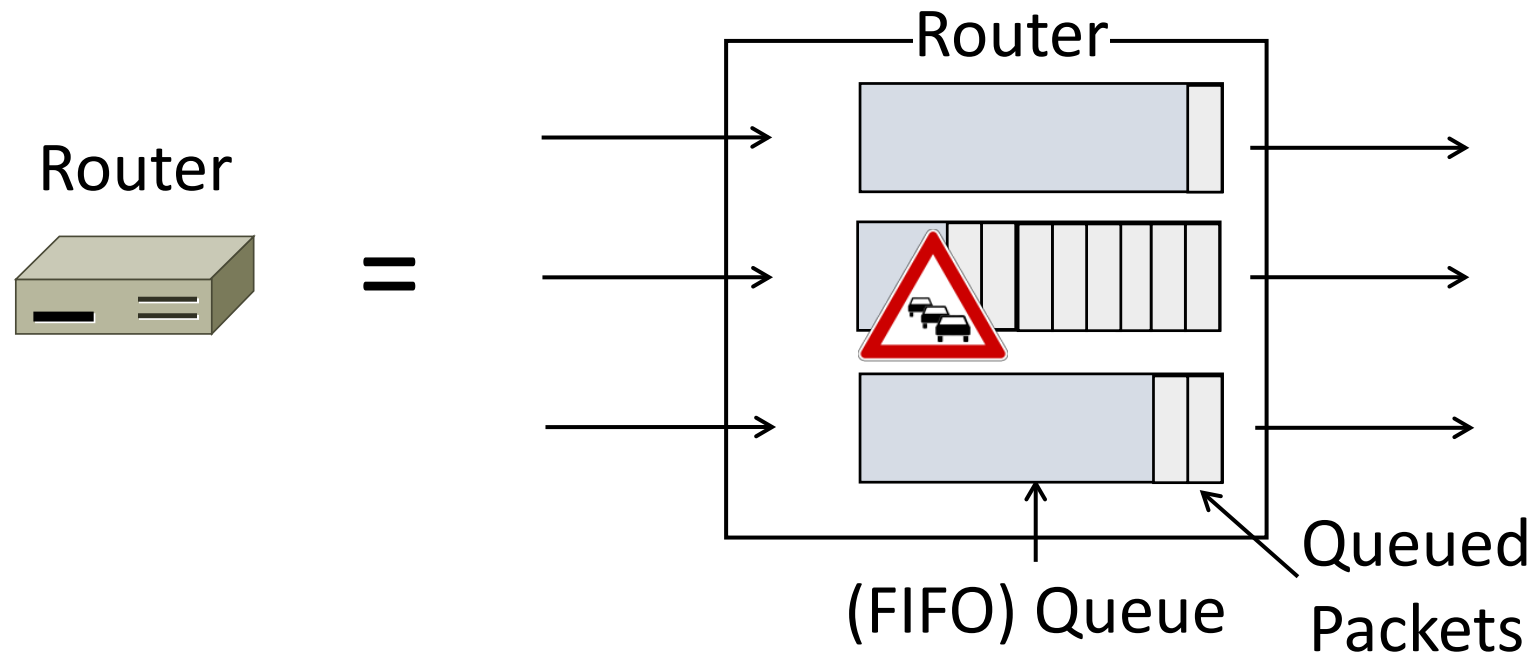 Router
Router
=
(FIFO) Queue
Queued
Packets